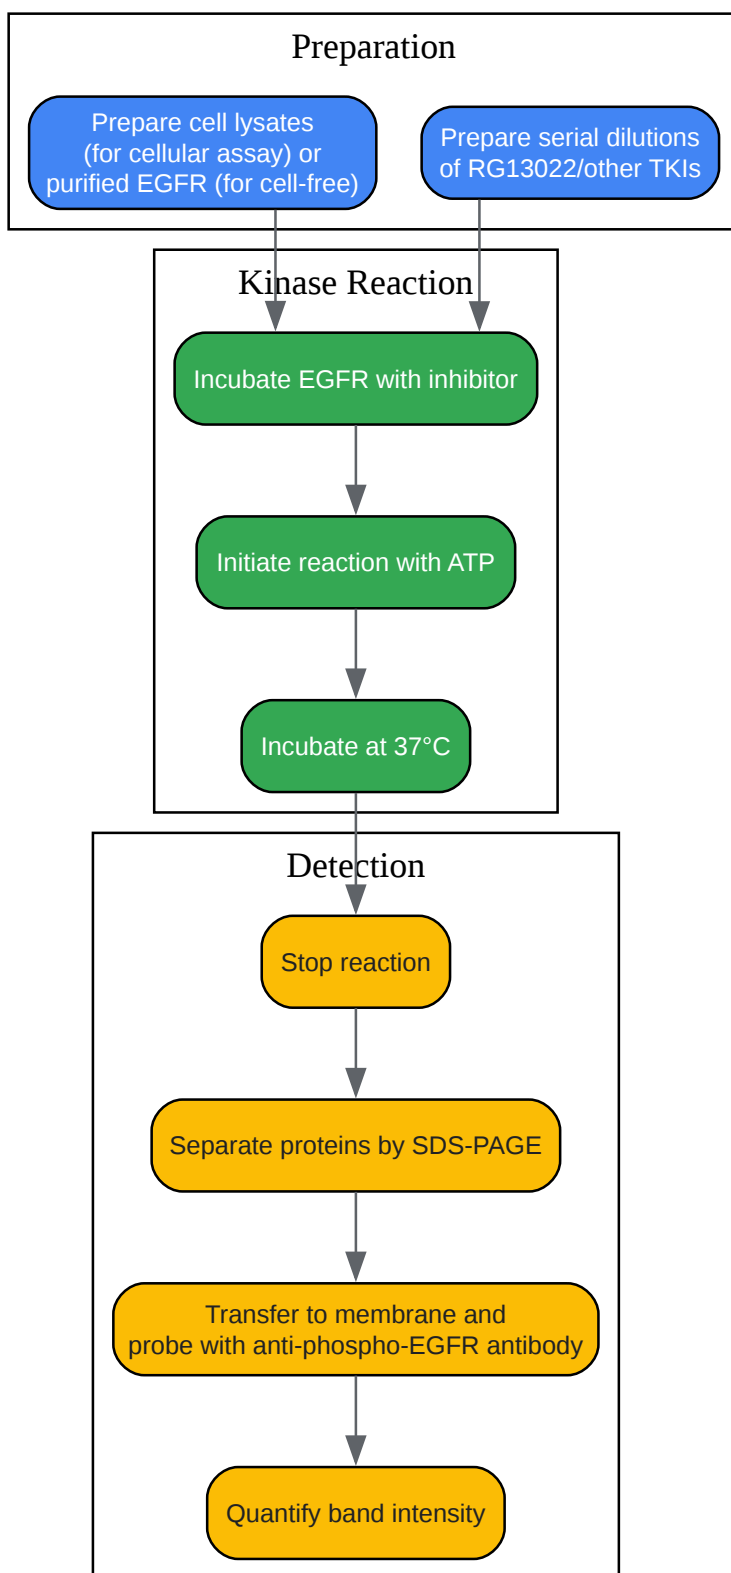 Preparation
Prepare cell lysates
(for cellular assay) or
purified EGFR (for cell-free)
Prepare serial dilutions
of RG13022/other TKIs
Kinase Reaction
Incubate EGFR with inhibitor
Initiate reaction with ATP
Incubate at 37°C
Detection
Stop reaction
Separate proteins by SDS-PAGE
Transfer to membrane and
probe with anti-phospho-EGFR antibody
Quantify band intensity